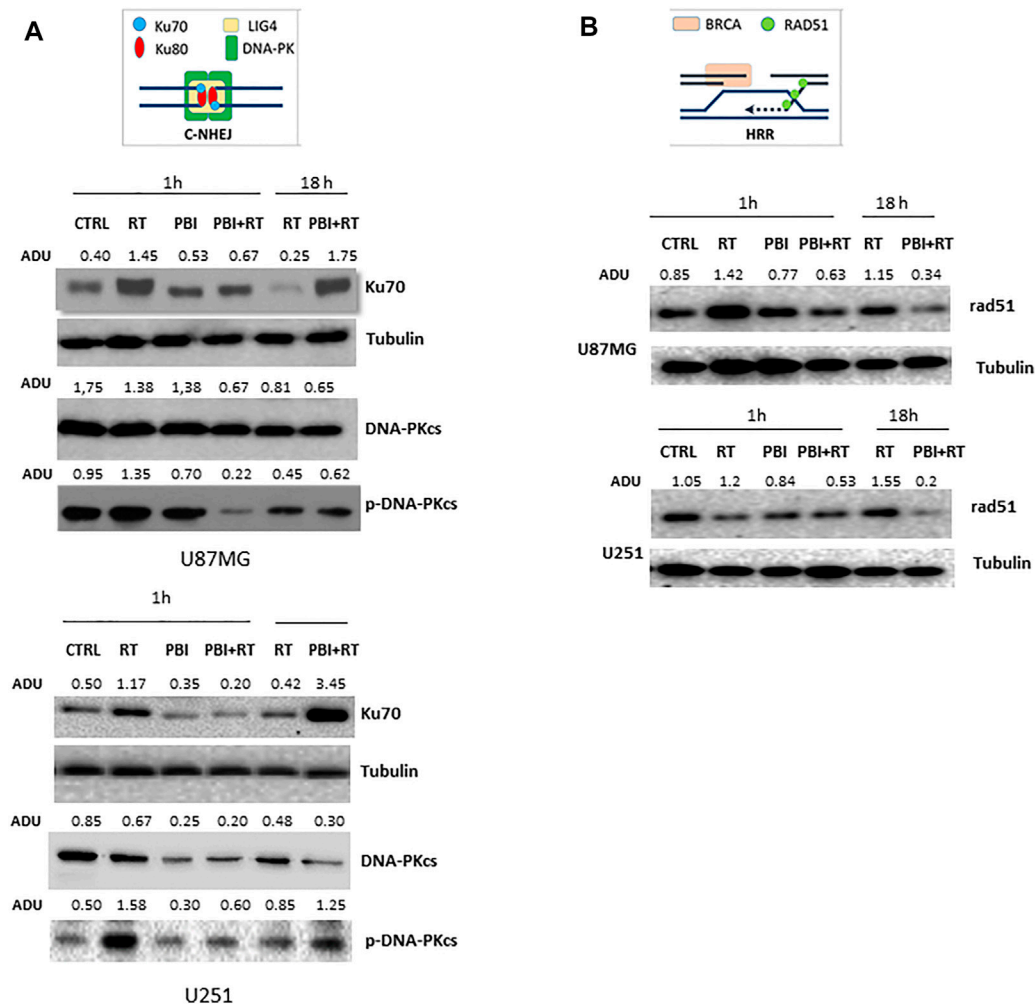 A
Ku70 LIG4
Ku80 DNA-PK
C-NHEJ
1h 18 h
CTRL RT PBI PBI+RT RT PBI+RT
ADU 0.40 1.45 0.53 0.67 0.25 1.75
Ku70
Tubulin
ADU 1,75 1.38 1,38 0.67 0.81 0.65
DNA-PKcs
ADU 0.95 1.35 0.70 0.22 0.45 0.62
p-DNA-PKcs
U87MG
1h
CTRL RT PBI PBI+RT RT PBI+RT
ADU 0.50 1.17 0.35 0.20 0.42 3.45
Ku70
Tubulin
ADU 0.85 0.67 0.25 0.20 0.48 0.30
DNA-PKcs
ADU 0.50 1.58 0.30 0.60 0.85 1.25
p-DNA-PKcs
U251
B
BRCA RAD51
HRR
1h 18 h
CTRL RT PBI PBI+RT RT PBI+RT
ADU 0.85 1.42 0.77 0.63 1.15 0.34
rad51
U87MG
Tubulin
1h 18h
CTRL RT PBI PBI+RT RT PBI+RT
ADU 1.05 1.2 0.84 0.53 1.55 0.2
rad51
U251
Tubulin